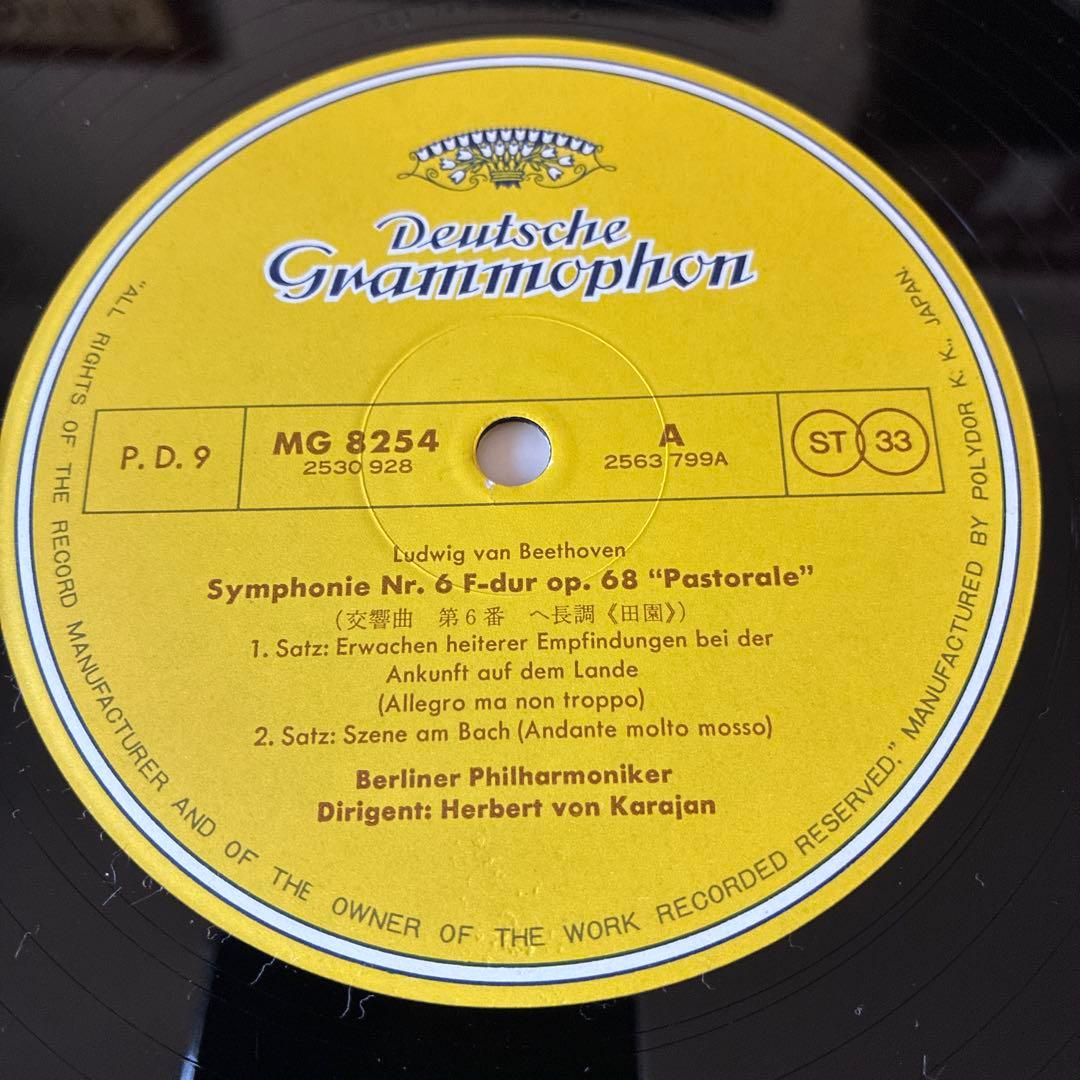 Deutsche
Grammophon
P. D. 9
MG 8254
2530 928
A
2563 799A
ST 33
Ludwig van Beethoven
Symphonie Nr. 6 F-dur op. 68 “Pastorale”
(交響曲　第6番　ヘ長調《田園》)
1. Satz: Erwachen heiterer Empfindungen bei der
Ankunft auf dem Lande
(Allegro ma non troppo)
2. Satz: Szene am Bach (Andante molto mosso)
Berliner Philharmoniker
Dirigent: Herbert von Karajan
“ALL RIGHTS OF THE RECORD MANUFACTURER AND OF THE OWNER OF THE WORK RECORDED RESERVED.” MANUFACTURED BY POLYDOR K. K., JAPAN.